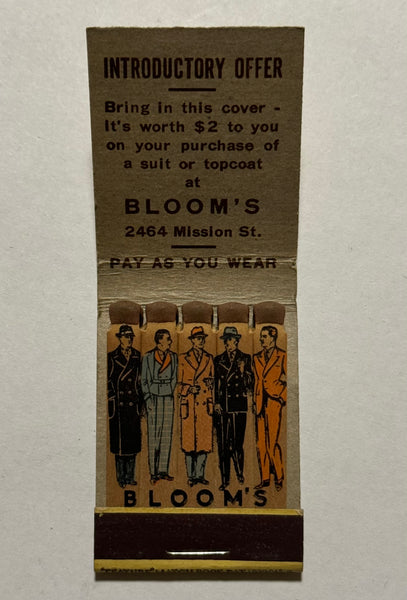 INTRODUCTORY OFFER
Bring in this cover -
It's worth $2 to you
on your purchase of
a suit or topcoat
at
BLOOM'S
2464 Mission St.
PAY AS YOU WEAR
BLOOM'S